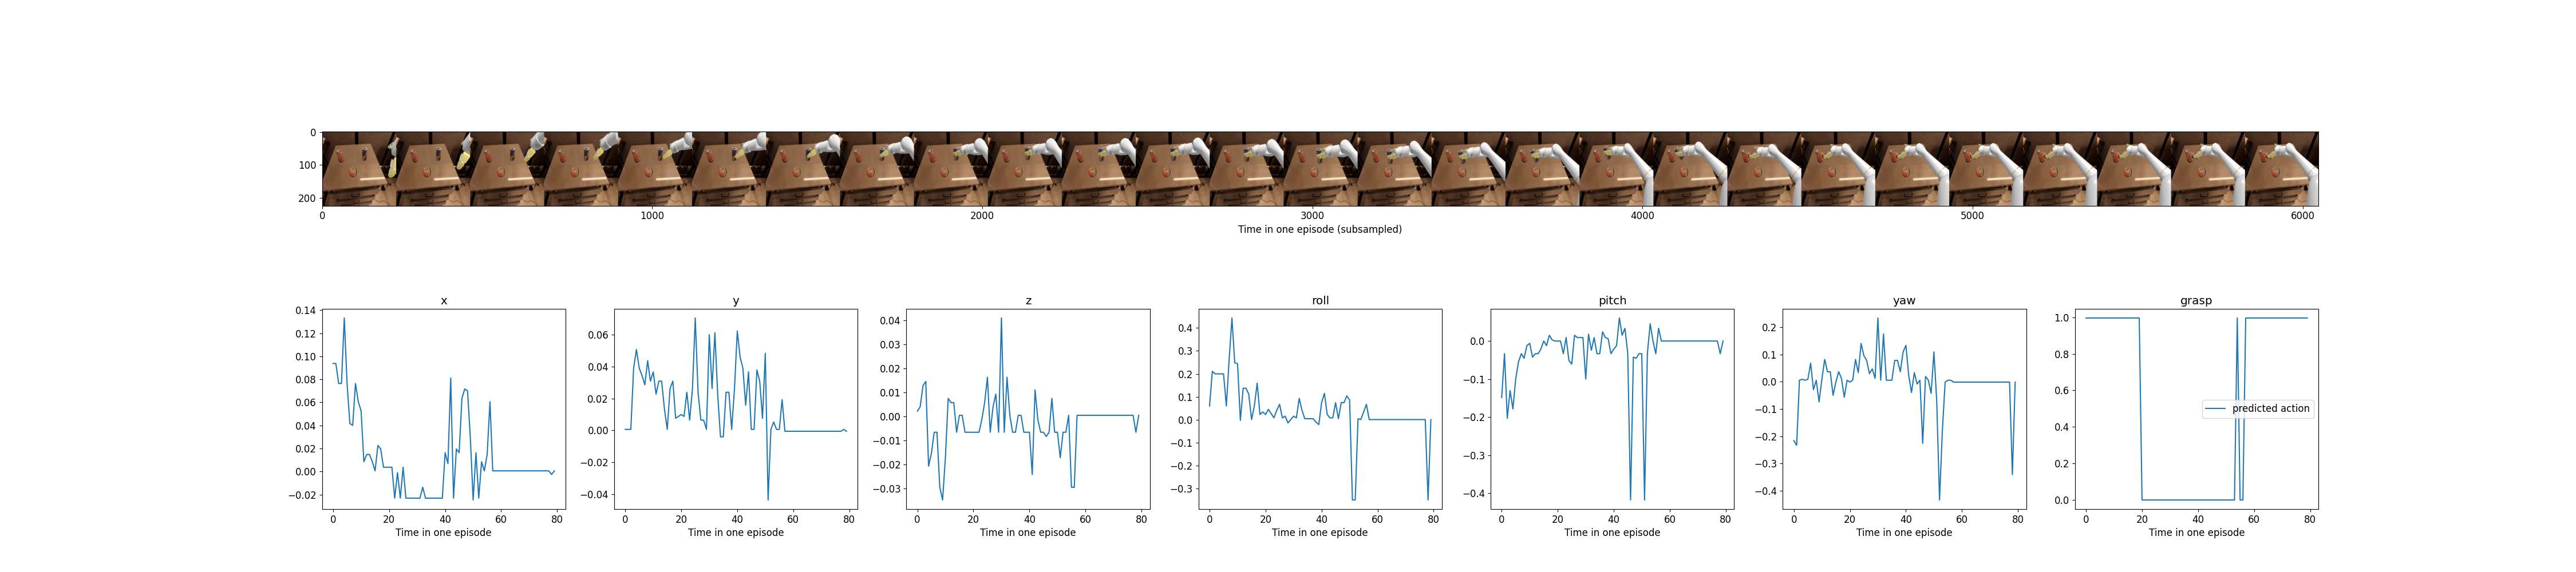 0
100
200
0 1000 2000 3000 4000 5000 6000
Time in one episode (subsampled)
x
0.14
0.12
0.10
0.08
0.06
0.04
0.02
0.00
−0.02
0 20 40 60 80
Time in one episode
y
0.06
0.04
0.02
0.00
−0.02
−0.04
0 20 40 60 80
Time in one episode
z
0.04
0.03
0.02
0.01
0.00
−0.01
−0.02
−0.03
0 20 40 60 80
Time in one episode
roll
0.4
0.3
0.2
0.1
0.0
−0.1
−0.2
−0.3
0 20 40 60 80
Time in one episode
pitch
0.0
−0.1
−0.2
−0.3
−0.4
0 20 40 60 80
Time in one episode
yaw
0.2
0.1
0.0
−0.1
−0.2
−0.3
−0.4
0 20 40 60 80
Time in one episode
grasp
1.0
0.8
0.6
0.4
0.2
0.0
predicted action
0 20 40 60 80
Time in one episode